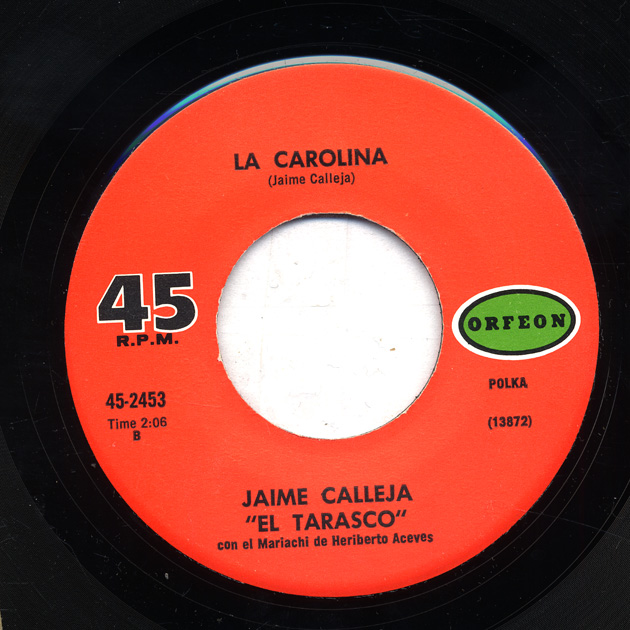 LA CAROLINA
(Jaime Calleja)
45
R.P.M.
ORFEON
45-2453
Time 2:06
B
POLKA
(13872)
JAIME CALLEJA
"EL TARASCO"
con el Mariachi de Heriberto Aceves